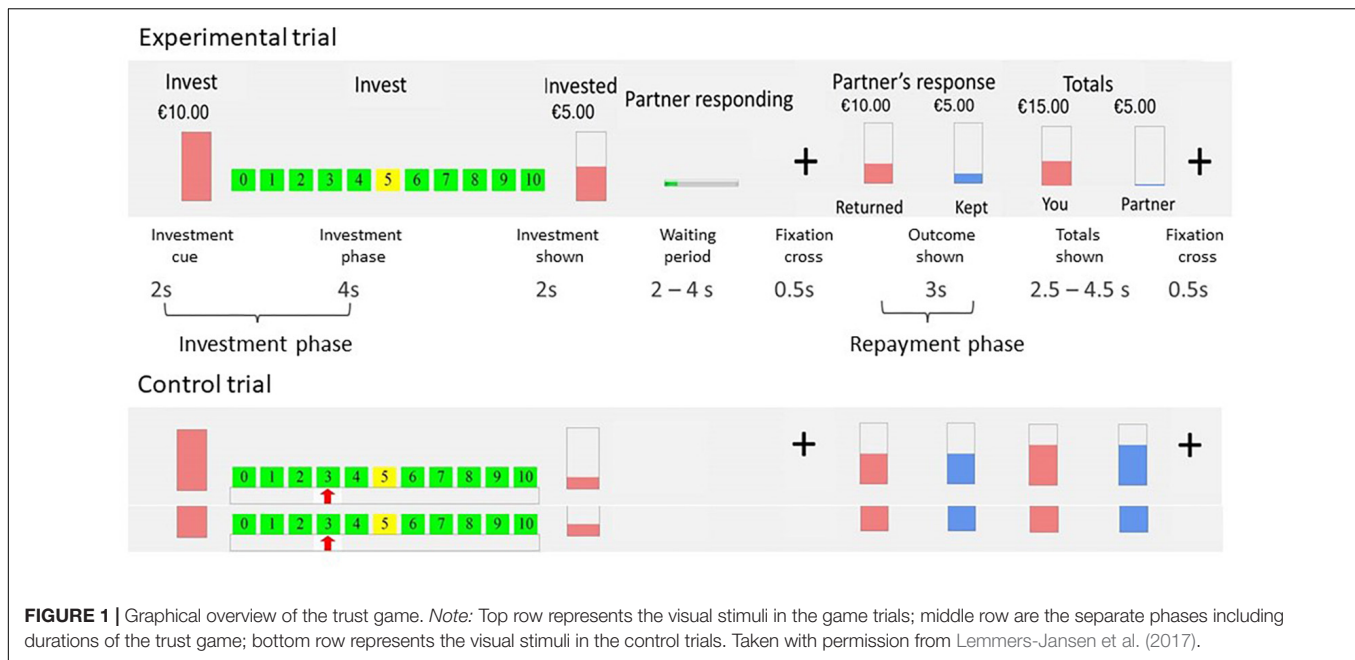 Experimental trial
Invest Invest Invested Partner responding Partner's response Totals
€10.00 €5.00 €10.00 €5.00 €15.00 €5.00
+ +
0 1 2 3 4 5 6 7 8 9 10
Returned Kept You Partner
Investment cue Investment phase Investment shown Waiting period Fixation cross Outcome shown Totals shown Fixation cross
2s 4s 2s 2 – 4 s 0.5s 3s 2.5 – 4.5 s 0.5s
Investment phase Repayment phase
Control trial
+ +
0 1 2 3 4 5 6 7 8 9 10
0 1 2 3 4 5 6 7 8 9 10
FIGURE 1 | Graphical overview of the trust game. Note: Top row represents the visual stimuli in the game trials; middle row are the separate phases including
durations of the trust game; bottom row represents the visual stimuli in the control trials. Taken with permission from Lemmers-Jansen et al. (2017).